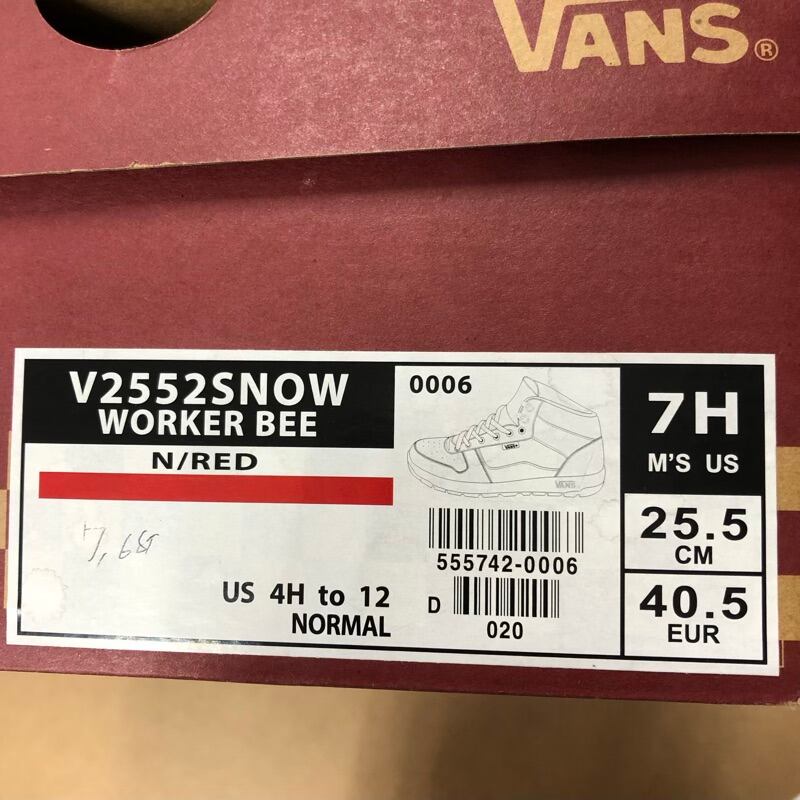 VANS®
V2552SNOW
WORKER BEE
N/RED
US 4H to 12
NORMAL
0006
VANS
555742-0006
D
020
7H
M'S US
25.5
CM
40.5
EUR